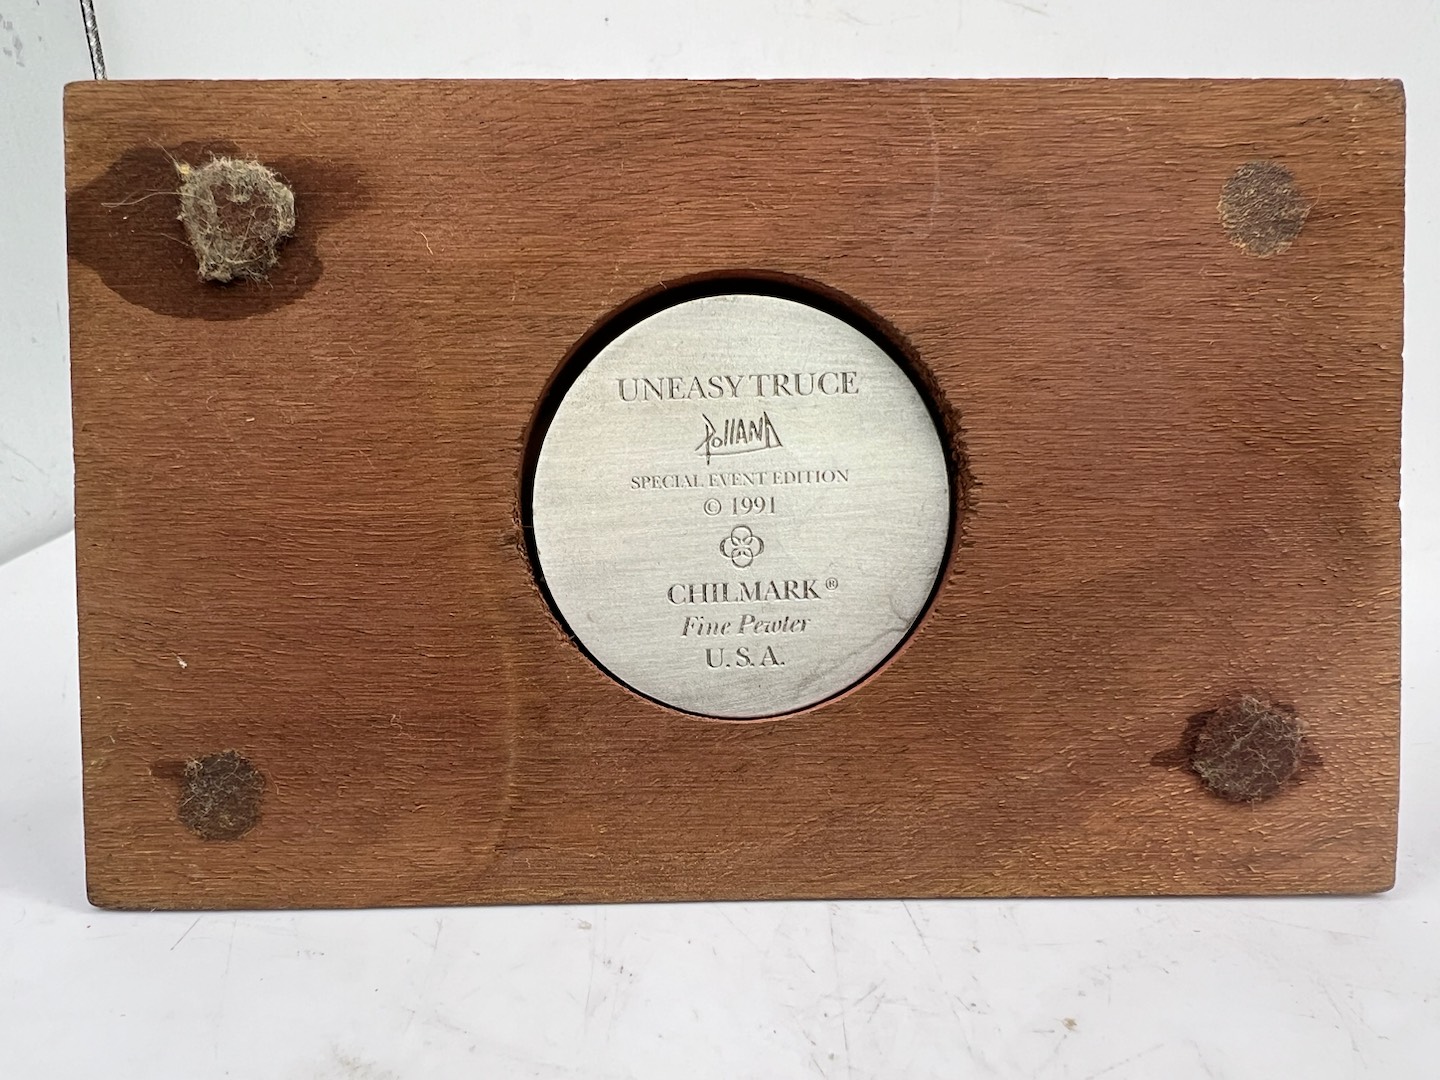 UNEASY TRUCE
Polland
SPECIAL EVENT EDITION
© 1991
CHILMARK®
Fine Pewter
U.S.A.